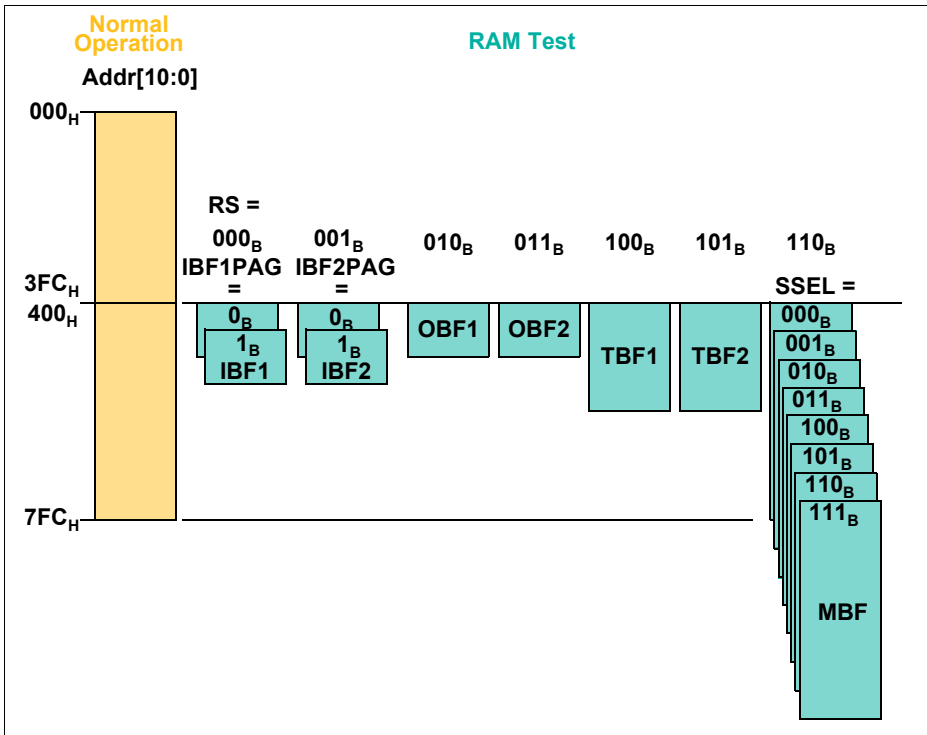 Normal
Operation
RAM Test
Addr[10:0]
000H
RS =
000B 001B 010B 011B 100B 101B 110B
IBF1PAG IBF2PAG
= =
3FCH
SSEL =
400H
0B 0B 000B
1B 1B 001B
IBF1 IBF2
OBF1 OBF2
TBF1 TBF2
010B
011B
100B
101B
110B
7FCH
111B
MBF